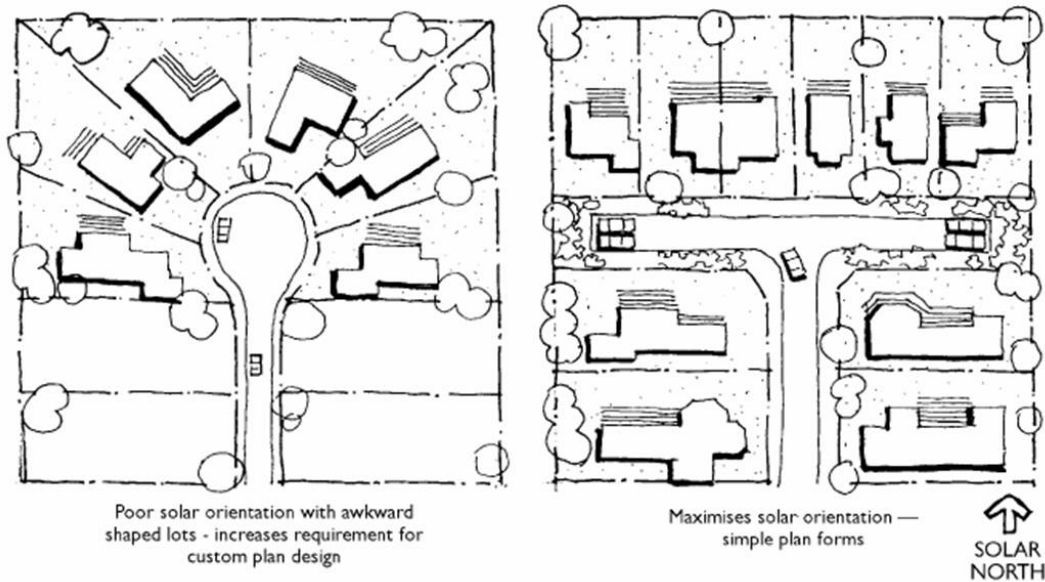 Poor solar orientation with awkward
shaped lots - increases requirement for
custom plan design
Maximises solar orientation —
simple plan forms
SOLAR
NORTH